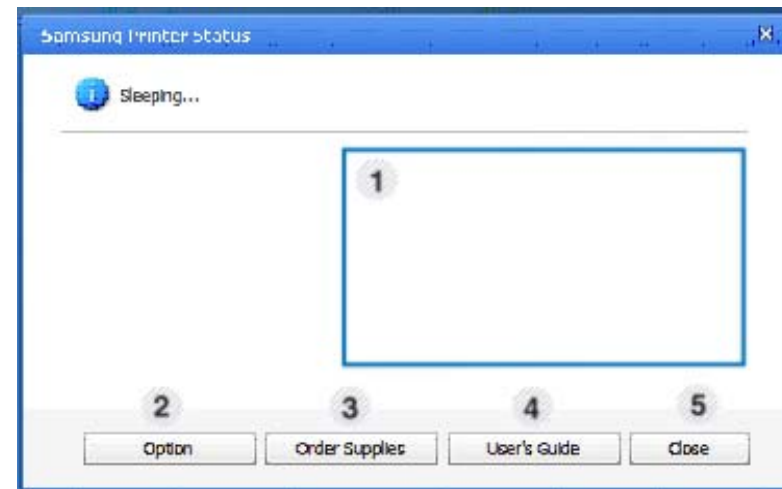 Samsung Printer Status
Sleeping...
1
2 3 4 5
Option Order Supplies User's Guide Close